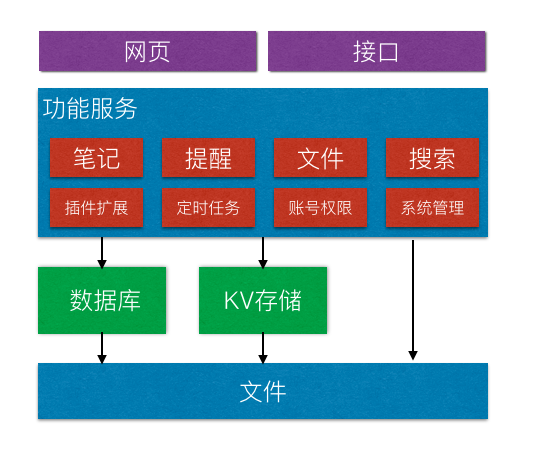 网页
接口
功能服务
笔记
提醒
文件
搜索
插件扩展
定时任务
账号权限
系统管理
数据库
KV存储
文件